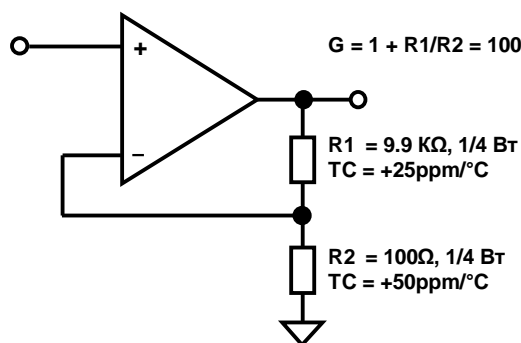 G = 1 + R1/R2 = 100
+
−
R1 = 9.9 КΩ, 1/4 Вт
TC = +25ppm/°C
R2 = 100Ω, 1/4 Вт
TC = +50ppm/°C